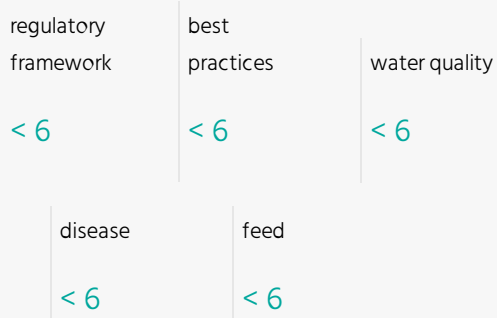 regulatory
framework
< 6
best
practices
< 6
water quality
< 6
disease
< 6
feed
< 6